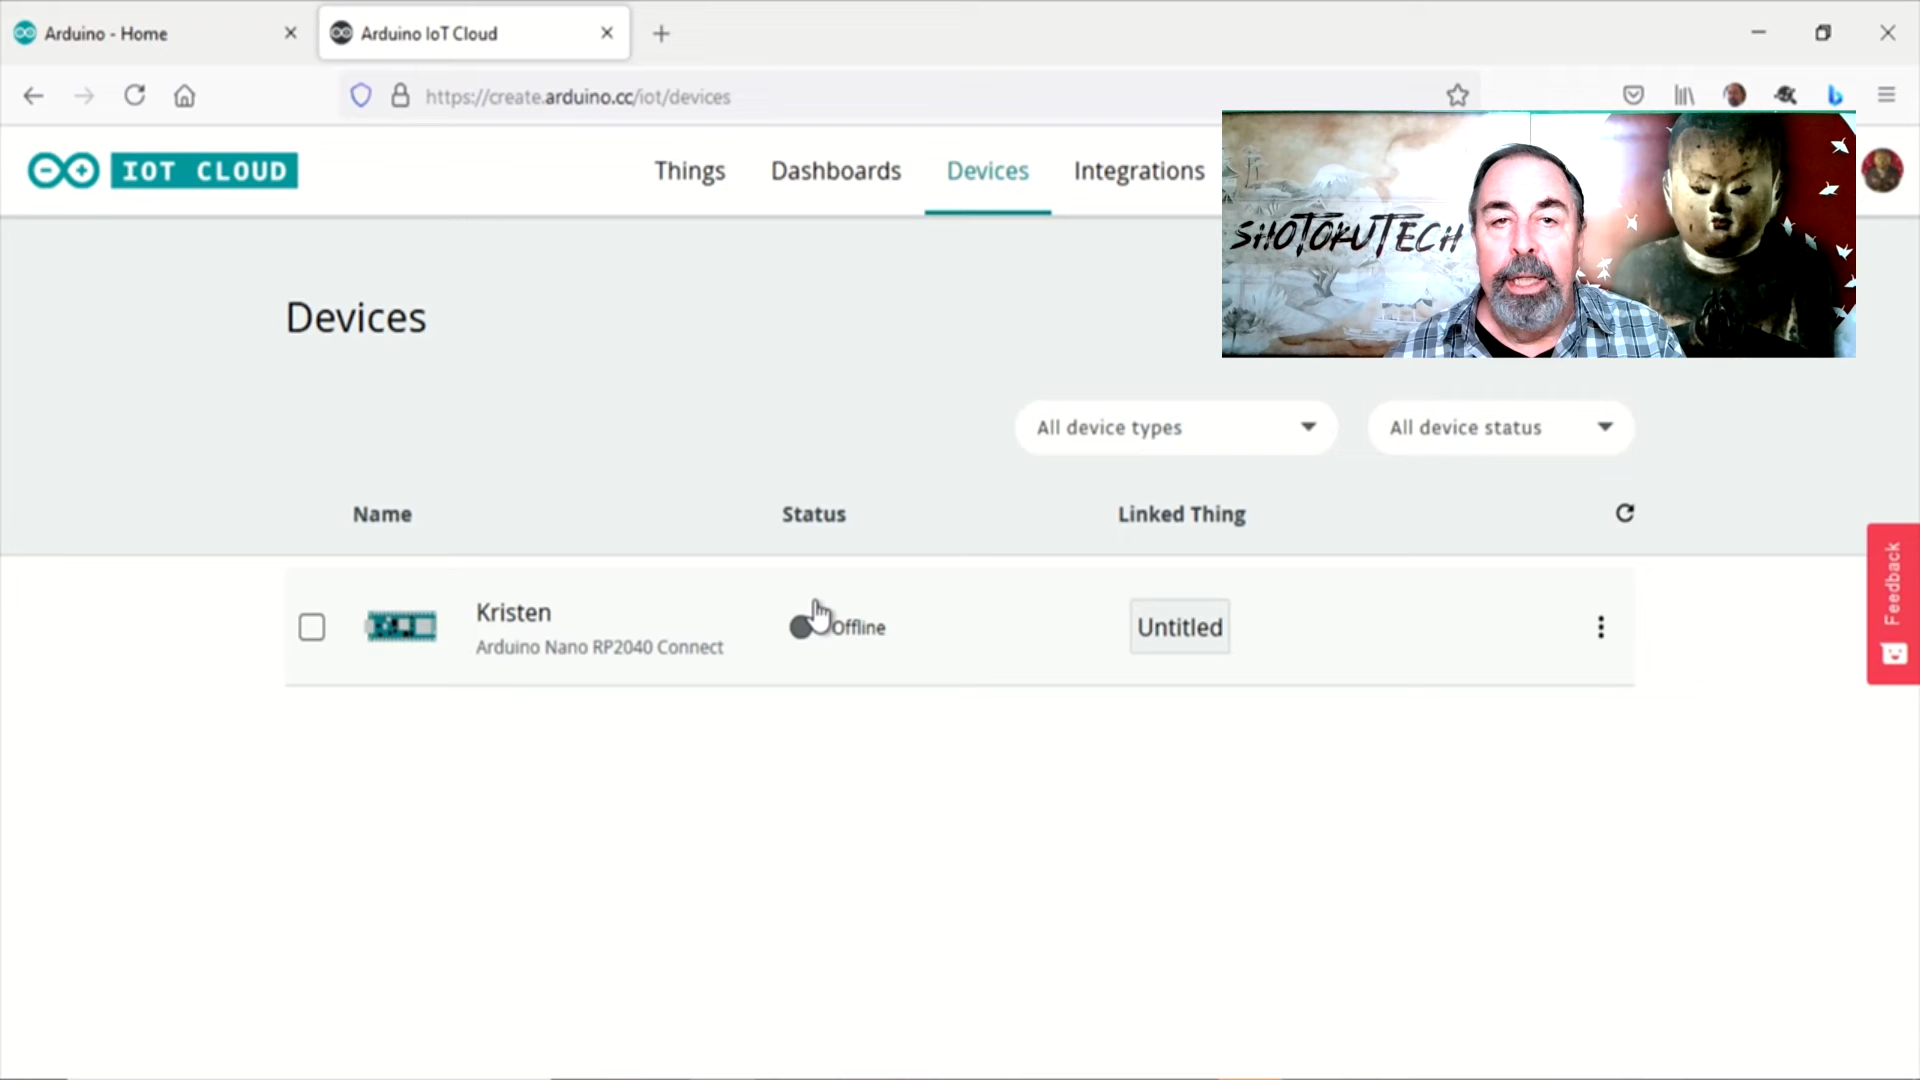 Arduino - Home
Arduino IoT Cloud
https://create.arduino.cc/iot/devices
IOT CLOUD
Things
Dashboards
Devices
Integrations
SHOTOKUTECH
Devices
All device types
All device status
Name
Status
Linked Thing
Feedback
Kristen
Arduino Nano RP2040 Connect
Offline
Untitled